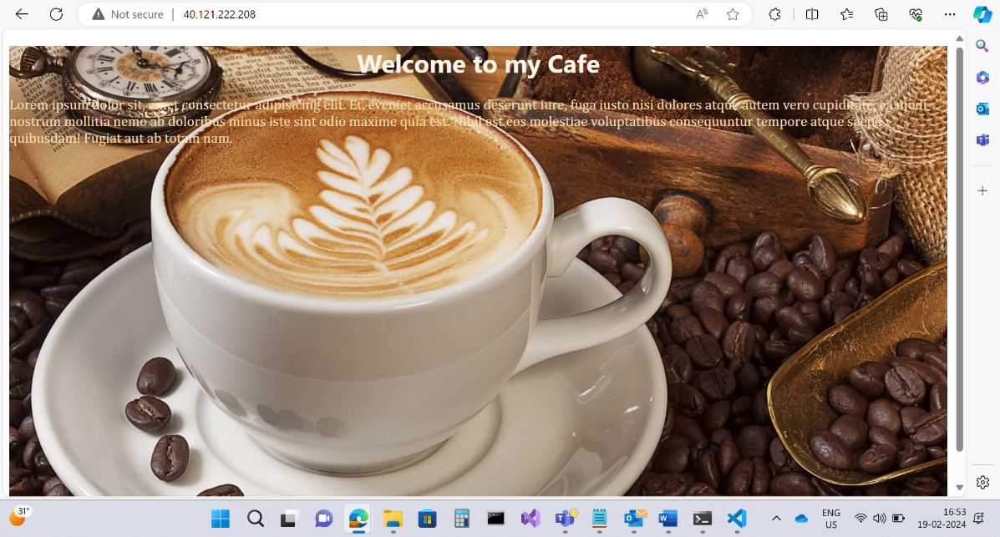 Not secure
40.121.222.208
Welcome to my Cafe
Lorem ipsum dolor sit, amet consectetur adipisicing elit. Et, eveniet accusamus deserunt iure, fuga iusto nisi dolores atque autem vero cupiditate, ea modi
nostrum mollitia nemo ab doloribus minus iste sint odio maxime quia est. Nihil est eos molestiae voluptatibus consequuntur tempore atque saepe
quibusdam! Fugiat aut ab totam nam.
31°
ENG
US
16:53
19-02-2024